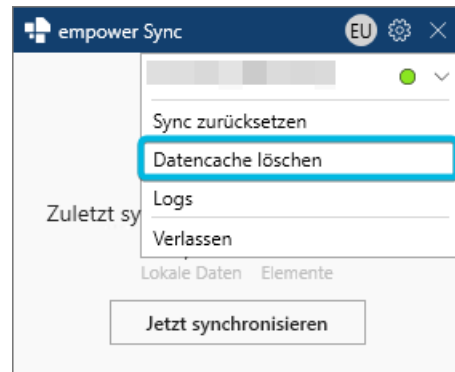 empower Sync EU
Sync zurücksetzen
Datencache löschen
Logs
Zuletzt sy
Verlassen
Lokale Daten Elemente
Jetzt synchronisieren